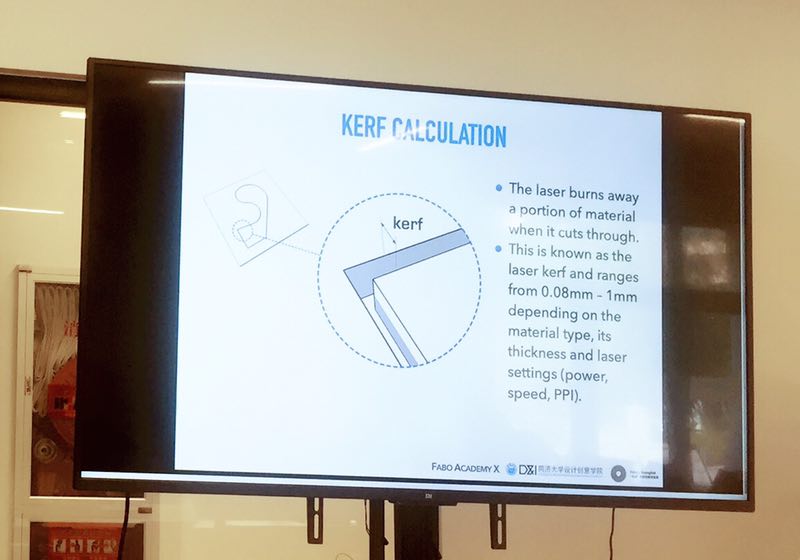 KERF CALCULATION
kerf
The laser burns away
a portion of material
when it cuts through.
This is known as the
laser kerf and ranges
from 0.08mm – 1mm
depending on the
material type, its
thickness and laser
settings (power,
speed, PPI).
FABO ACADEMY X
D&I 同济大学设计创意学院
MI
消